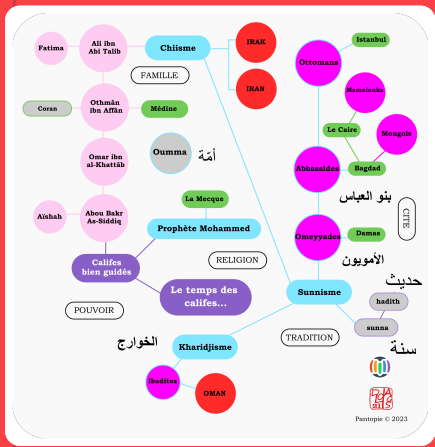 Fatima
Ali ibn
Abi Talib
Chiisme
IRAK
IRAN
FAMILLE
Ottomans
Istanbul
Mamelouks
Mongols
Le Caire
Bagdad
Coran
Othmân
ibn Affân
Médine
Oumma
أمّة
Omar ibn
al-Khattâb
Abbassides
بنو العباس
CITE
La Mecque
Aïshah
Abou Bakr
As-Siddiq
Prophète Mohammed
Omeyyades
Damas
الأمويون
Califes
bien guidés
RELIGION
Le temps des
califes...
POUVOIR
Sunnisme
حديث
hadith
sunna
سنة
TRADITION
الخوارج
Kharidjisme
Ibadites
OMAN
Pantopie © 2023